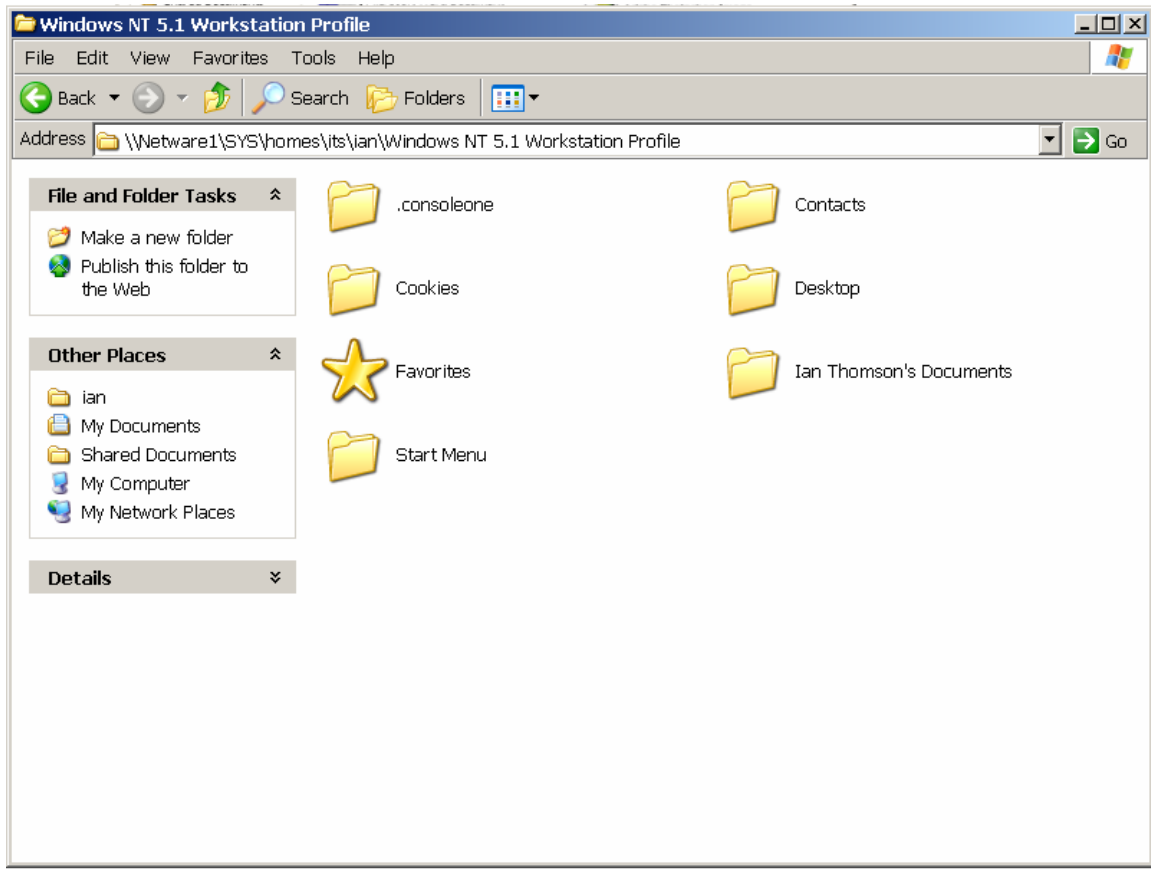 Windows NT 5.1 Workstation Profile
File Edit View Favorites Tools Help
Back Search Folders
Address \\Netware1\SYS\homes\its\ian\Windows NT 5.1 Workstation Profile Go
File and Folder Tasks
Make a new folder
Publish this folder to
the Web
Other Places
ian
My Documents
Shared Documents
My Computer
My Network Places
Details
.consoleone
Contacts
Cookies
Desktop
Favorites
Ian Thomson's Documents
Start Menu